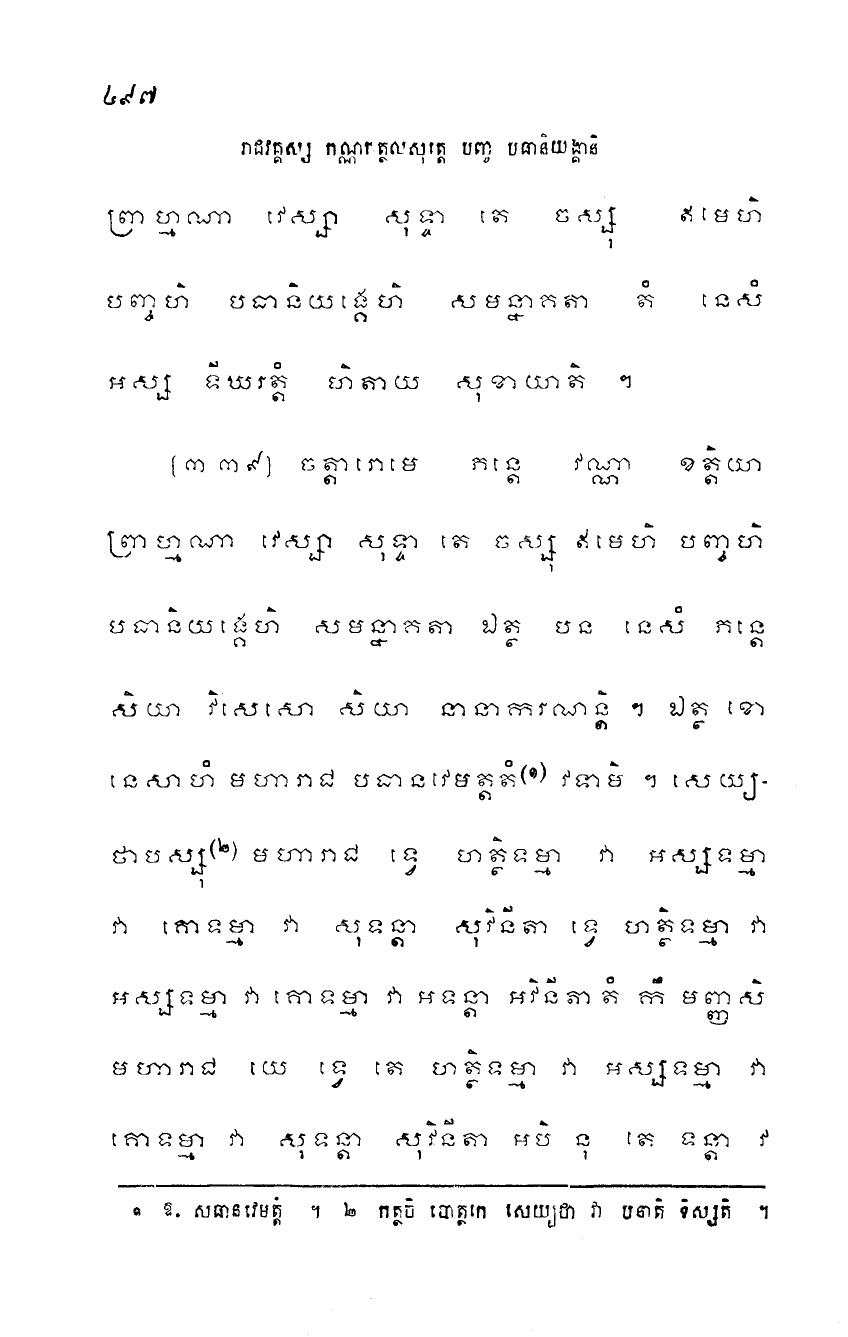 ៤៩៧
រាជវគ្គស្ស កណ្ណកត្ថលសុត្តេ បញ្ច បធានិយង្គានិ
ព្រាហ្មណា វេស្សា សុទ្ទា តេ ចស្សុ ឥមេហិ
បញ្ចហិ បធានិយង្គេហិ សមន្នាគតា តំ នេសំ
អស្ស ទីឃរត្តំ ហិតាយ សុខាយាតិ ។
[៣៣៩] ចត្តារោមេ ភន្តេ វណ្ណា ខត្តិយា
ព្រាហ្មណា វេស្សា សុទ្ទា តេ ចស្សុ ឥមេហិ បញ្ចហិ
បធានិយង្គេហិ សមន្នាគតា ឯត្ថ បន នេសំ ភន្តេ
សិយា វិសេសោ សិយា នានាករណន្តិ ។ ឯត្ថ ខោ
នេសាហំ មហារាជ បធានវេមត្តតំ(១) វទាមិ ។ សេយ្យ-
ថាបស្សុ(២) មហារាជ ទ្វេ ហត្ថិទម្មា វា អស្សទម្មា
វា គោទម្មា វា សុទន្តា សុវិនីតា ទ្វេ ហត្ថិទម្មា វា
អស្សទម្មា វា គោទម្មា វា អទន្តា អវិនីតា តំ កឹ មញ្ញសិ
មហារាជ យេ ទ្វេ តេ ហត្ថិទម្មា វា អស្សទម្មា វា
គោទម្មា វា សុទន្តា សុវិនីតា អបិ នុ តេ ទន្តា វ
១ ឱ. បធានវេមត្តំ ។ ២ កត្ថចិ បោត្ថកេ សេយ្យថា វា បនាតិ ទិស្សតិ ។